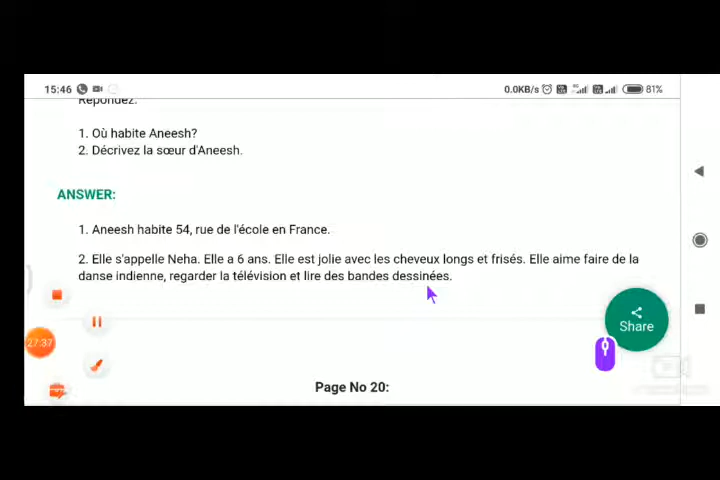 15:46 0.0KB/s 81%
Répondez:
1. Où habite Aneesh?
2. Décrivez la sœur d'Aneesh.
ANSWER:
1. Aneesh habite 54, rue de l'école en France.
2. Elle s'appelle Neha. Elle a 6 ans. Elle est jolie avec les cheveux longs et frisés. Elle aime faire de la
danse indienne, regarder la télévision et lire des bandes dessinées.
Share
27:37
Page No 20: